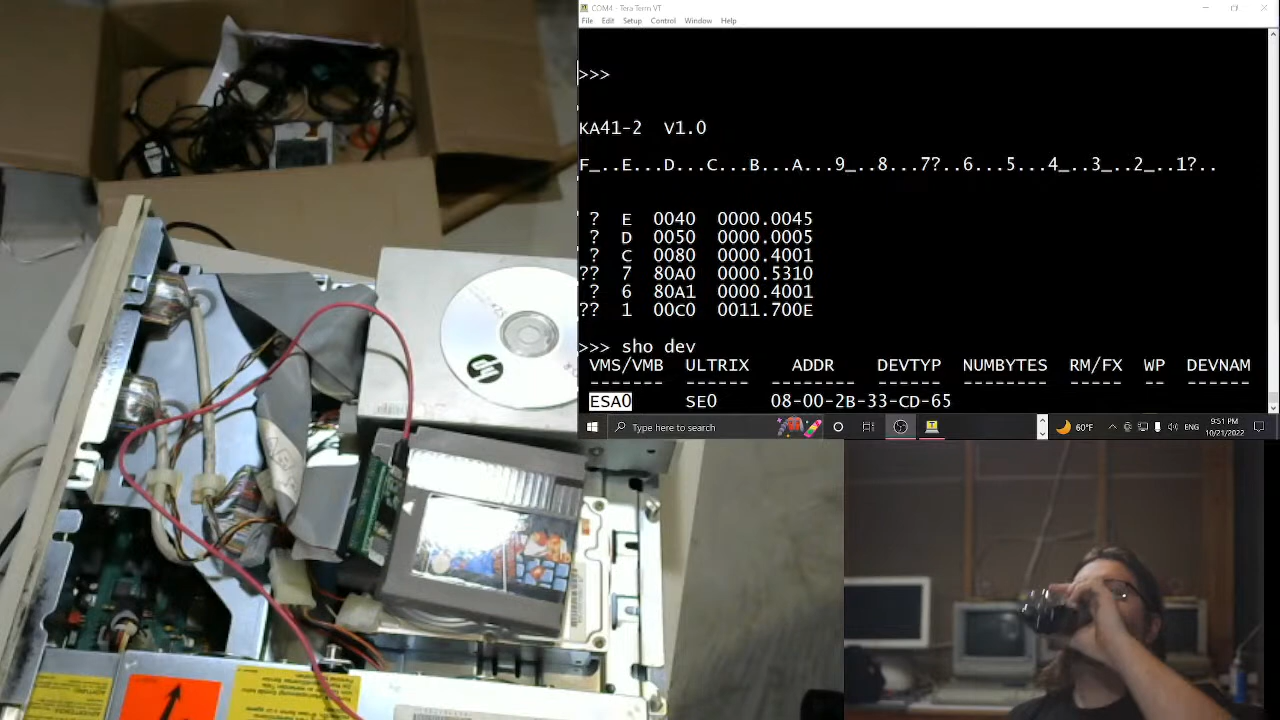 COM4 - Tera Term VT
File Edit Setup Control Window Help
>>>
KA41-2 V1.0
F_..E...D...C...B...A...9_..8...7?..6...5...4_..3_..2_..1?..
? E 0040 0000.0045
? D 0050 0000.0005
? C 0080 0000.4001
?? 7 80A0 0000.5310
? 6 80A1 0000.4001
?? 1 00C0 0011.700E
>>> sho dev
VMS/VMB ULTRIX ADDR DEVTYP NUMBYTES RM/FX WP DEVNAM
------- ------ -------- ------ -------- ----- -- ------
ESA0 SE0 08-00-2B-33-CD-65
Type here to search
60°F
ENG
9:51 PM
10/21/2022
hp